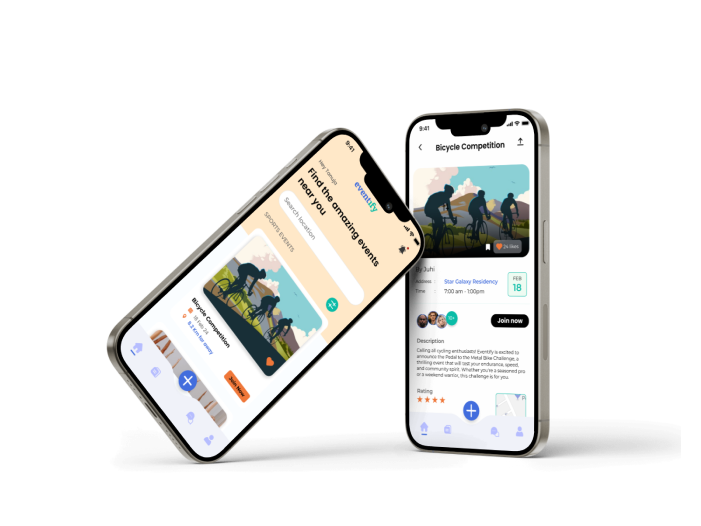 9:41
Hey Tanuja
eventify
Find the amazing events
near you
Search location
SPORTS EVENTS
Bicycle Competition
18 Feb 24
6.2 Km far away
Join Now
9:41
Bicycle Competition
By Juhi
Star Galaxy Residency
Time
7:00 am - 1:00pm
FEB
18
Join now
Description
Calling all cycling enthusiasts! Eventify is excited to
announce the Pedal to the Metal Bike Challenge, a
thrilling event that will test your endurance, speed,
and community spirit. Whether you're a seasoned pro
or a weekend warrior, this challenge is for you.
Rating